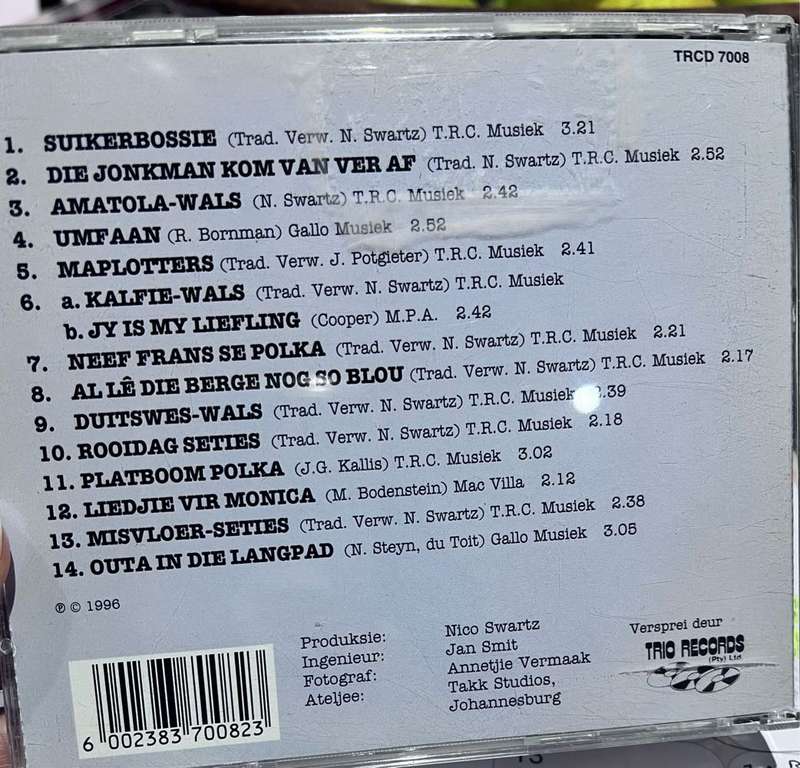 TRCD 7008
1. SUIKERBOSSIE (Trad. Verw. N. Swartz) T.R.C. Musiek 3.21
2. DIE JONKMAN KOM VAN VER AF (Trad. N. Swartz) T.R.C. Musiek 2.52
3. AMATOLA-WALS (N. Swartz) T.R.C. Musiek 2.42
4. UMFAAN (R. Bornman) Gallo Musiek 2.52
5. MAPLOTTERS (Trad. Verw. J. Potgieter) T.R.C. Musiek 2.41
6. a. KALFIE-WALS (Trad. Verw. N. Swartz) T.R.C. Musiek
b. JY IS MY LIEFLING (Cooper) M.P.A. 2.42
7. NEEF FRANS SE POLKA (Trad. Verw. N. Swartz) T.R.C. Musiek 2.21
8. AL LÊ DIE BERGE NOG SO BLOU (Trad. Verw. N. Swartz) T.R.C. Musiek 2.17
9. DUITSWES-WALS (Trad. Verw. N. Swartz) T.R.C. Musiek .39
10. ROOIDAG SETIES (Trad. Verw. N. Swartz) T.R.C. Musiek 2.18
11. PLATBOOM POLKA (J.G. Kallis) T.R.C. Musiek 3.02
12. LIEDJIE VIR MONICA (M. Bodenstein) Mac Villa 2.12
13. MISVLOER-SETIES (Trad. Verw. N. Swartz) T.R.C. Musiek 2.38
14. OUTA IN DIE LANGPAD (N. Steyn, du Toit) Gallo Musiek 3.05
℗ © 1996
Produksie: Nico Swartz
Ingenieur: Jan Smit
Fotograf: Annetjie Vermaak
Ateljee: Takk Studios,
Johannesburg
Versprei deur
TRIO RECORDS
(Pty) Ltd
6 002383 700823